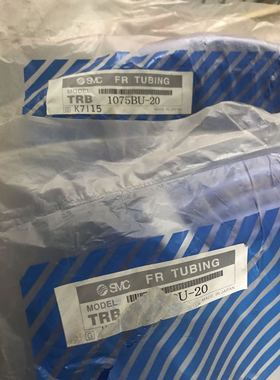 SMC FR TUBING
MODEL
TRB 1075BU-20
K7115 MADE IN JAPAN
SMC FR TUBING
MODEL U-20
TRB MADE IN JAPAN